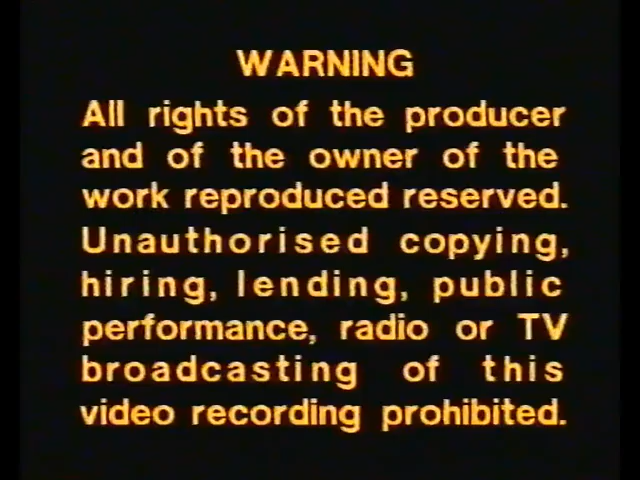 WARNING
All rights of the producer
and of the owner of the
work reproduced reserved.
Unauthorised copying,
hiring, lending, public
performance, radio or TV
broadcasting of this
video recording prohibited.